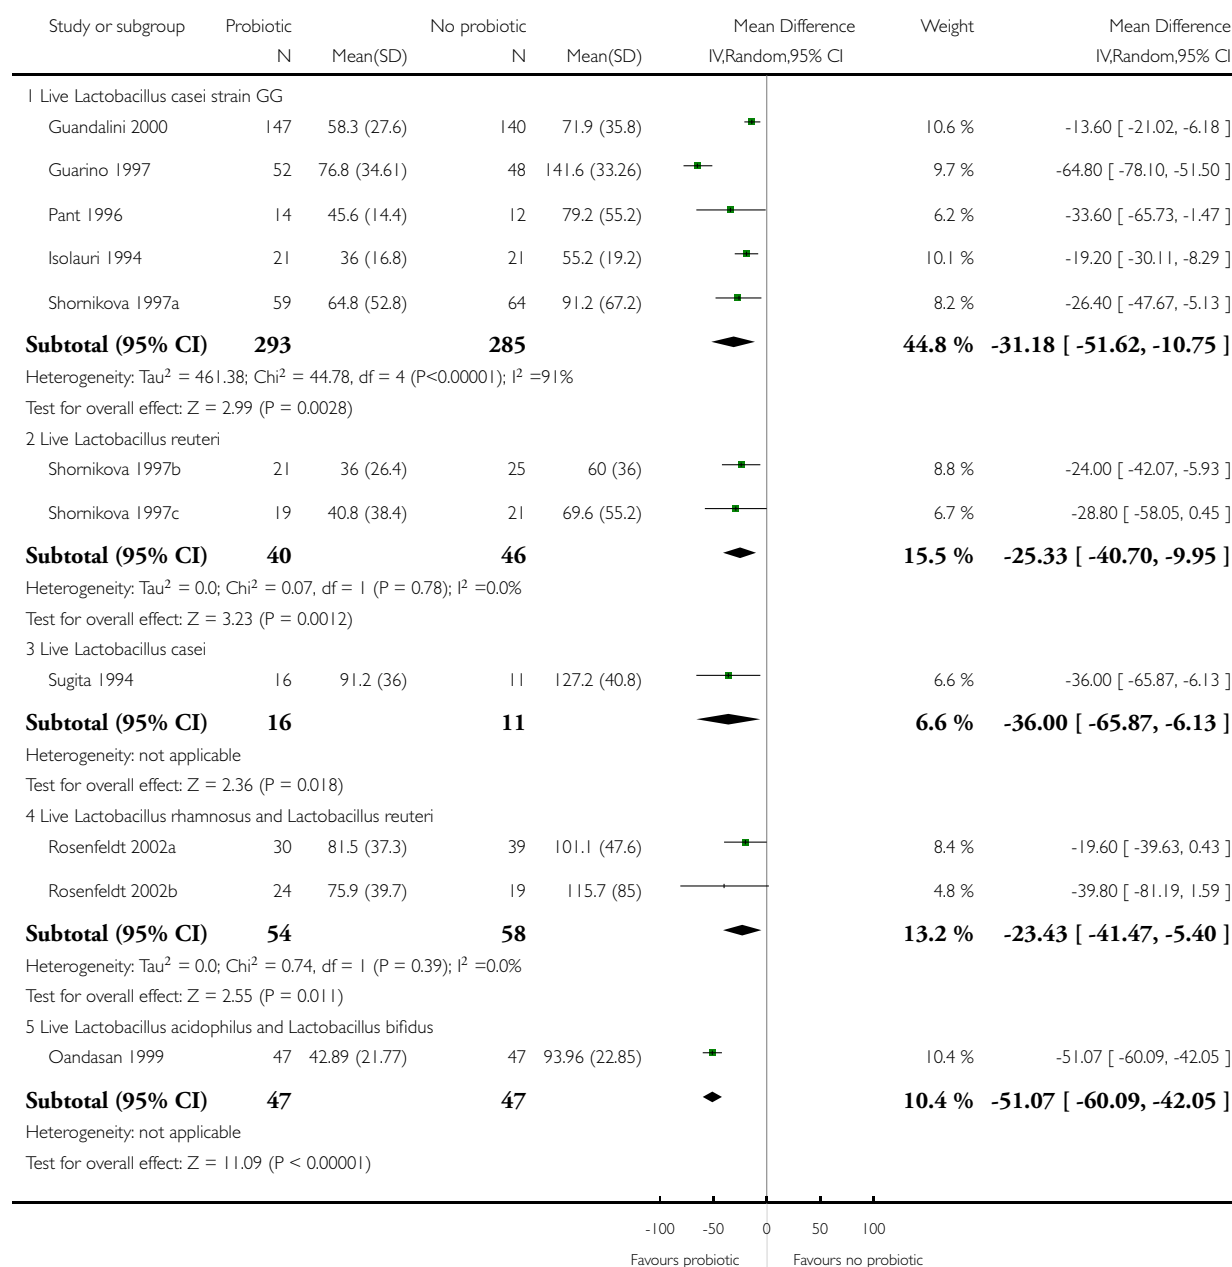 Study or subgroup Probiotic No probiotic Mean Difference Weight Mean Difference
N Mean(SD) N Mean(SD) IV,Random,95% CI IV,Random,95% CI
1 Live Lactobacillus casei strain GG
Guandalini 2000 147 58.3 (27.6) 140 71.9 (35.8) 10.6 % -13.60 [ -21.02, -6.18 ]
Guarino 1997 52 76.8 (34.61) 48 141.6 (33.26) 9.7 % -64.80 [ -78.10, -51.50 ]
Pant 1996 14 45.6 (14.4) 12 79.2 (55.2) 6.2 % -33.60 [ -65.73, -1.47 ]
Isolauri 1994 21 36 (16.8) 21 55.2 (19.2) 10.1 % -19.20 [ -30.11, -8.29 ]
Shornikova 1997a 59 64.8 (52.8) 64 91.2 (67.2) 8.2 % -26.40 [ -47.67, -5.13 ]
Subtotal (95% CI) 293 285 44.8 % -31.18 [ -51.62, -10.75 ]
Heterogeneity: Tau² = 461.38; Chi² = 44.78, df = 4 (P<0.00001); I² =91%
Test for overall effect: Z = 2.99 (P = 0.0028)
2 Live Lactobacillus reuteri
Shornikova 1997b 21 36 (26.4) 25 60 (36) 8.8 % -24.00 [ -42.07, -5.93 ]
Shornikova 1997c 19 40.8 (38.4) 21 69.6 (55.2) 6.7 % -28.80 [ -58.05, 0.45 ]
Subtotal (95% CI) 40 46 15.5 % -25.33 [ -40.70, -9.95 ]
Heterogeneity: Tau² = 0.0; Chi² = 0.07, df = 1 (P = 0.78); I² =0.0%
Test for overall effect: Z = 3.23 (P = 0.0012)
3 Live Lactobacillus casei
Sugita 1994 16 91.2 (36) 11 127.2 (40.8) 6.6 % -36.00 [ -65.87, -6.13 ]
Subtotal (95% CI) 16 11 6.6 % -36.00 [ -65.87, -6.13 ]
Heterogeneity: not applicable
Test for overall effect: Z = 2.36 (P = 0.018)
4 Live Lactobacillus rhamnosus and Lactobacillus reuteri
Rosenfeldt 2002a 30 81.5 (37.3) 39 101.1 (47.6) 8.4 % -19.60 [ -39.63, 0.43 ]
Rosenfeldt 2002b 24 75.9 (39.7) 19 115.7 (85) 4.8 % -39.80 [ -81.19, 1.59 ]
Subtotal (95% CI) 54 58 13.2 % -23.43 [ -41.47, -5.40 ]
Heterogeneity: Tau² = 0.0; Chi² = 0.74, df = 1 (P = 0.39); I² =0.0%
Test for overall effect: Z = 2.55 (P = 0.011)
5 Live Lactobacillus acidophilus and Lactobacillus bifidus
Oandasan 1999 47 42.89 (21.77) 47 93.96 (22.85) 10.4 % -51.07 [ -60.09, -42.05 ]
Subtotal (95% CI) 47 47 10.4 % -51.07 [ -60.09, -42.05 ]
Heterogeneity: not applicable
Test for overall effect: Z = 11.09 (P < 0.00001)
-100 -50 0 50 100
Favours probiotic Favours no probiotic